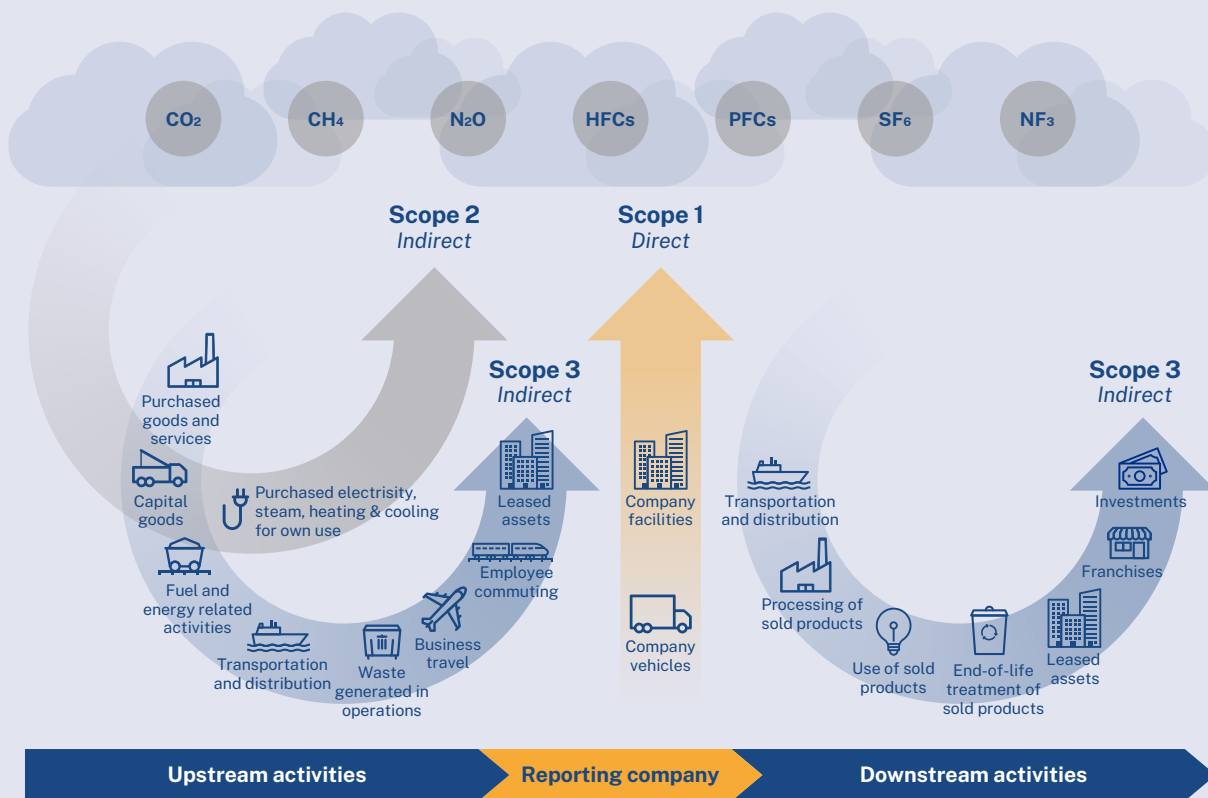 CO₂
CH₄
N₂O
HFCs
PFCs
SF₆
NF₃
Scope 2
Indirect
Scope 1
Direct
Scope 3
Indirect
Scope 3
Indirect
Purchased
goods and
services
Capital
goods
Purchased electrisity,
steam, heating & cooling
for own use
Fuel and
energy related
activities
Transportation
and distribution
Waste
generated in
operations
Business
travel
Employee
commuting
Leased
assets
Company
facilities
Company
vehicles
Transportation
and distribution
Processing of
sold products
Use of sold
products
End-of-life
treatment of
sold products
Leased
assets
Franchises
Investments
Upstream activities
Reporting company
Downstream activities